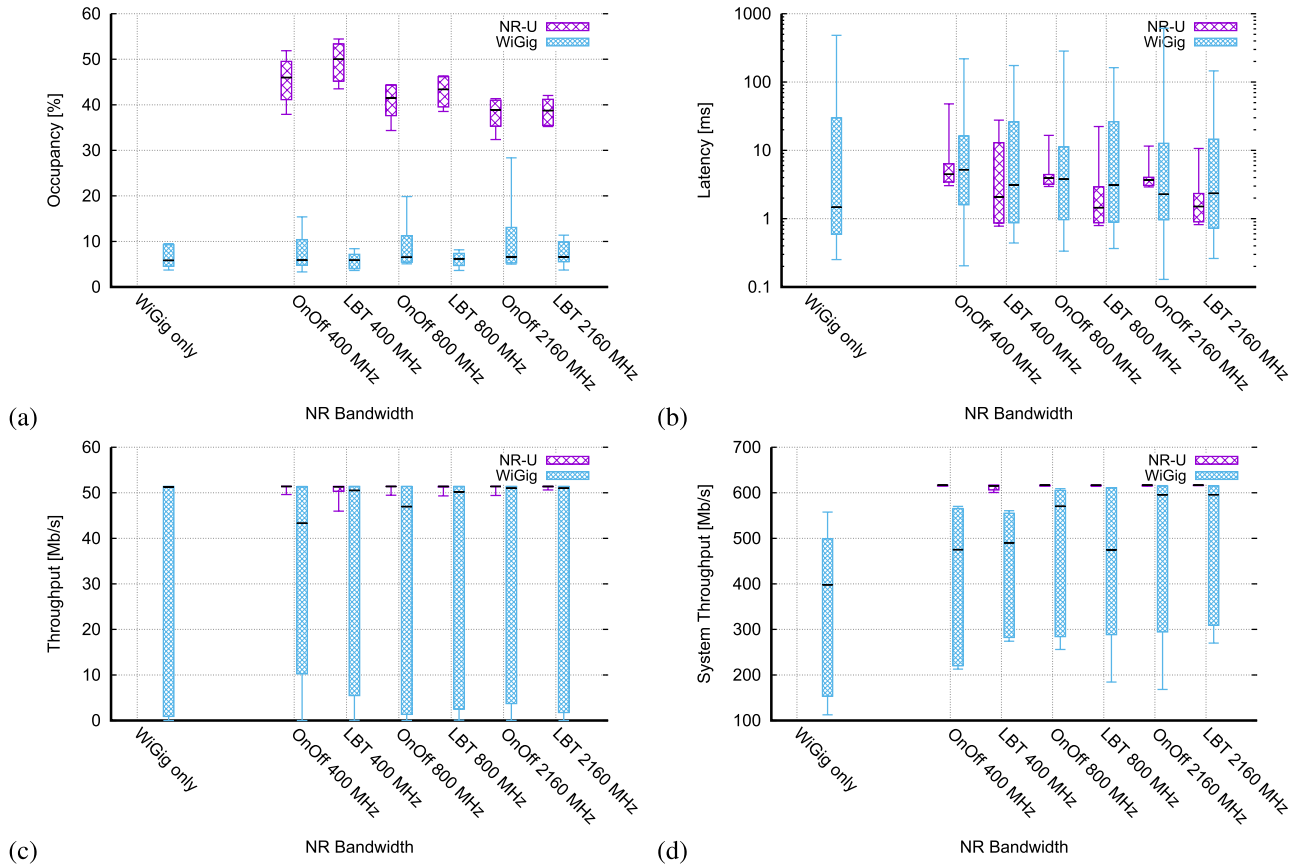 60
50
40
30
20
10
0
Occupancy [%]
NR-U
WiGig
WiGig only
OnOff 400 MHz
LBT 400 MHz
OnOff 800 MHz
LBT 800 MHz
OnOff 2160 MHz
LBT 2160 MHz
NR Bandwidth
(a)
1000
100
10
1
0.1
Latency [ms]
NR-U
WiGig
WiGig only
OnOff 400 MHz
LBT 400 MHz
OnOff 800 MHz
LBT 800 MHz
OnOff 2160 MHz
LBT 2160 MHz
NR Bandwidth
(b)
60
50
40
30
20
10
0
Throughput [Mb/s]
NR-U
WiGig
WiGig only
OnOff 400 MHz
LBT 400 MHz
OnOff 800 MHz
LBT 800 MHz
OnOff 2160 MHz
LBT 2160 MHz
NR Bandwidth
(c)
700
600
500
400
300
200
100
System Throughput [Mb/s]
NR-U
WiGig
WiGig only
OnOff 400 MHz
LBT 400 MHz
OnOff 800 MHz
LBT 800 MHz
OnOff 2160 MHz
LBT 2160 MHz
NR Bandwidth
(d)